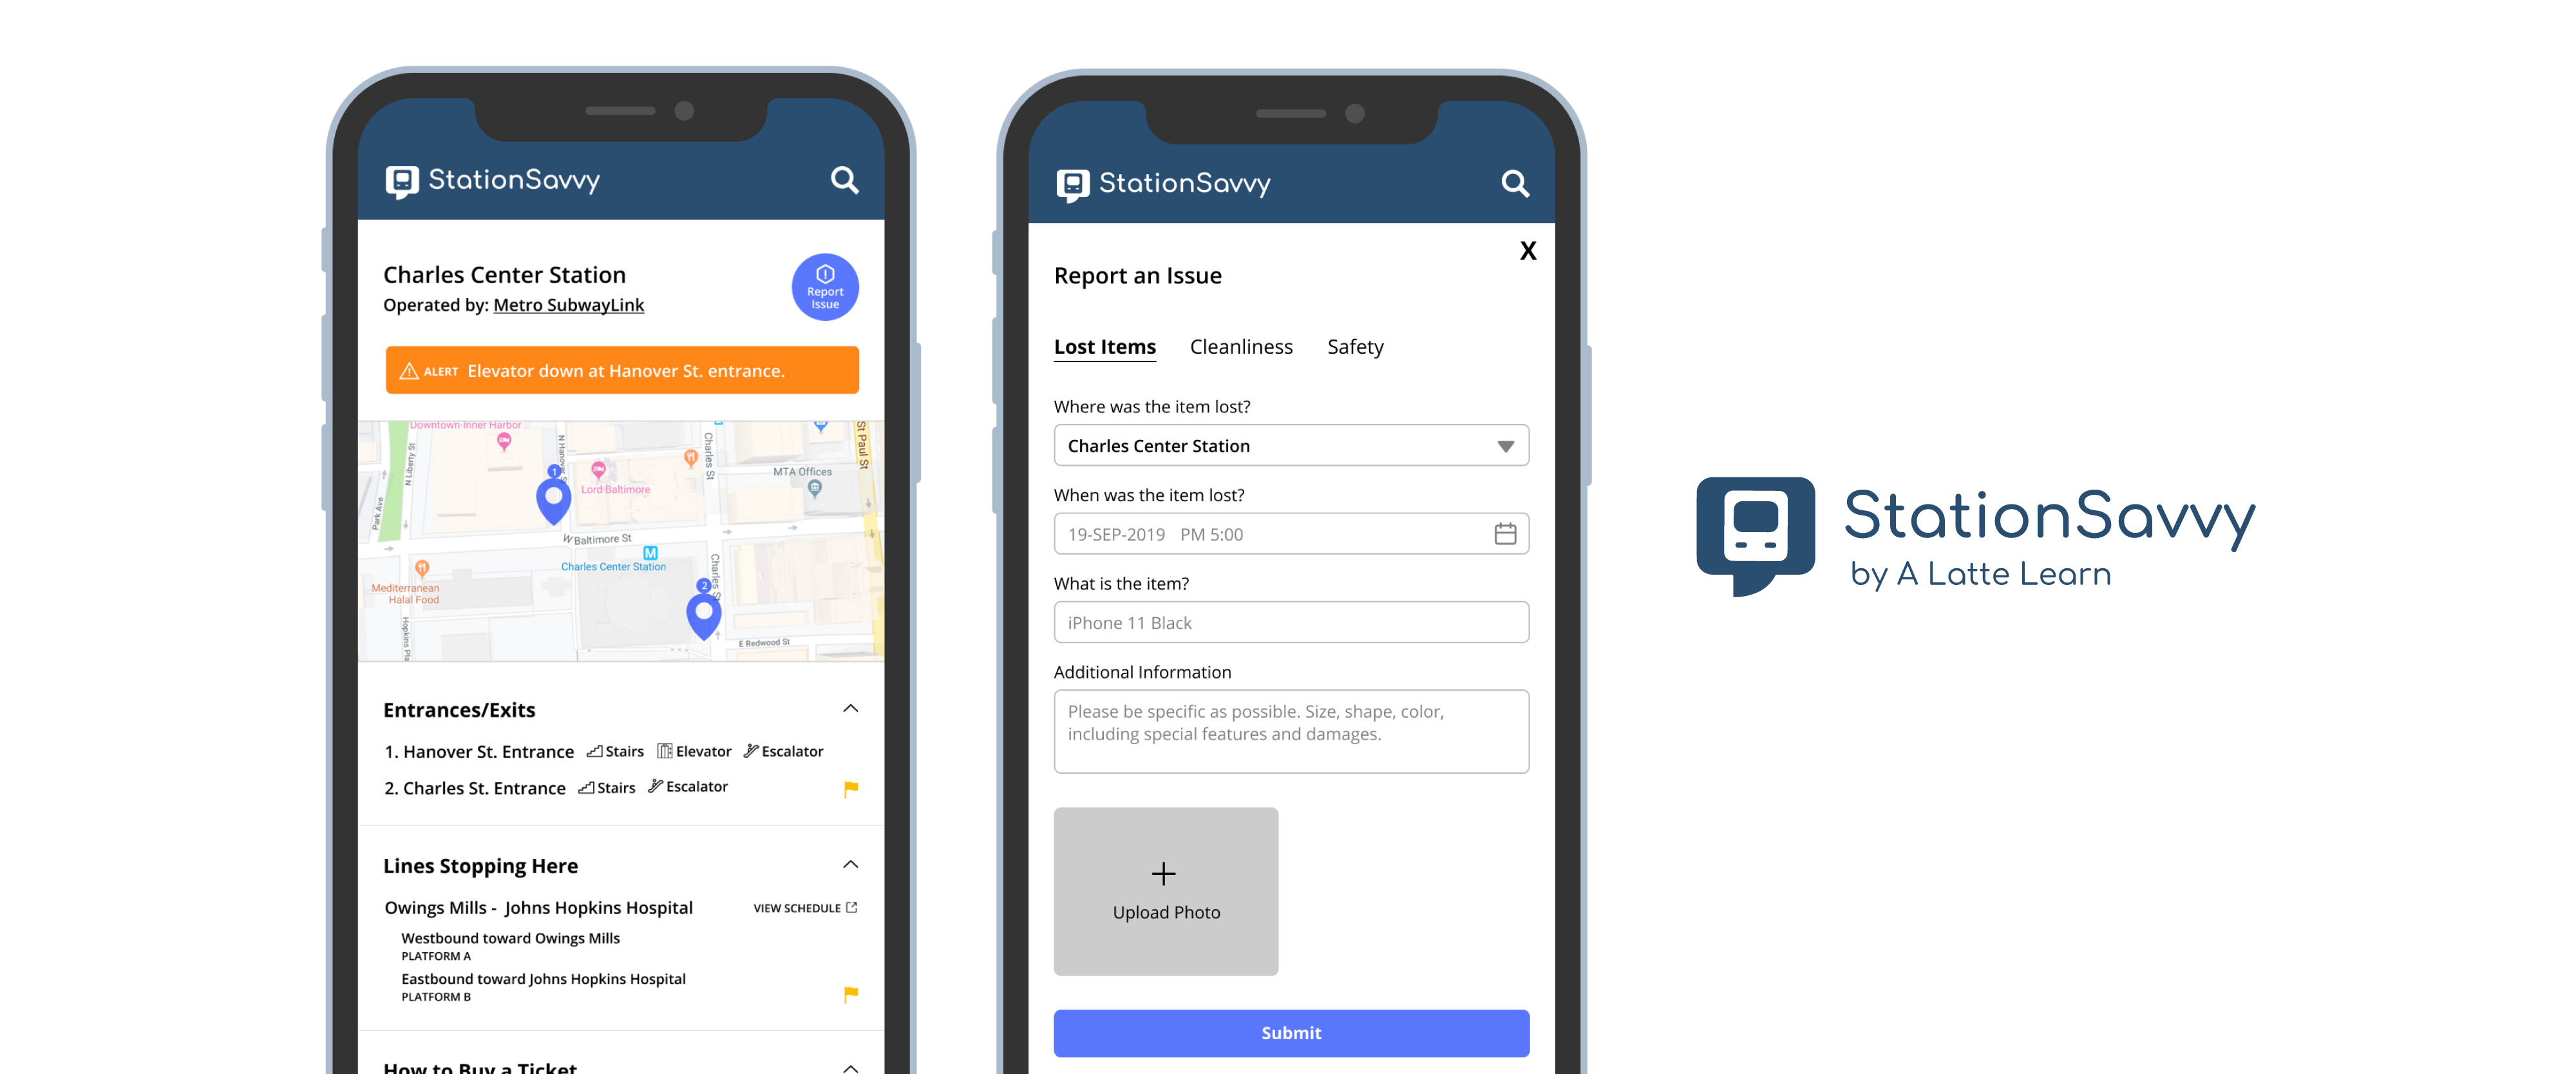 StationSavvy
Charles Center Station
Operated by: Metro SubwayLink
Report
Issue
ALERT Elevator down at Hanover St. entrance.
Downtown-Inner Harbor
N Liberty St
N Hanover S
Charles St
St Paul St
1
MTA Offices
Lord Baltimore
Park Ave
W Baltimore St
M
Charles Center Station
Charles S
2
Mediterranean
Halal Food
Hopkins Pla
E Redwood St
Entrances/Exits
1. Hanover St. Entrance Stairs Elevator Escalator
2. Charles St. Entrance Stairs Escalator
Lines Stopping Here
Owings Mills - Johns Hopkins Hospital VIEW SCHEDULE
Westbound toward Owings Mills
PLATFORM A
Eastbound toward Johns Hopkins Hospital
PLATFORM B
How to Buy a Ticket
StationSavvy
X
Report an Issue
Lost Items Cleanliness Safety
Where was the item lost?
Charles Center Station
When was the item lost?
19-SEP-2019 PM 5:00
What is the item?
iPhone 11 Black
Additional Information
Please be specific as possible. Size, shape, color,
including special features and damages.
+
Upload Photo
Submit
StationSavvy
by A Latte Learn